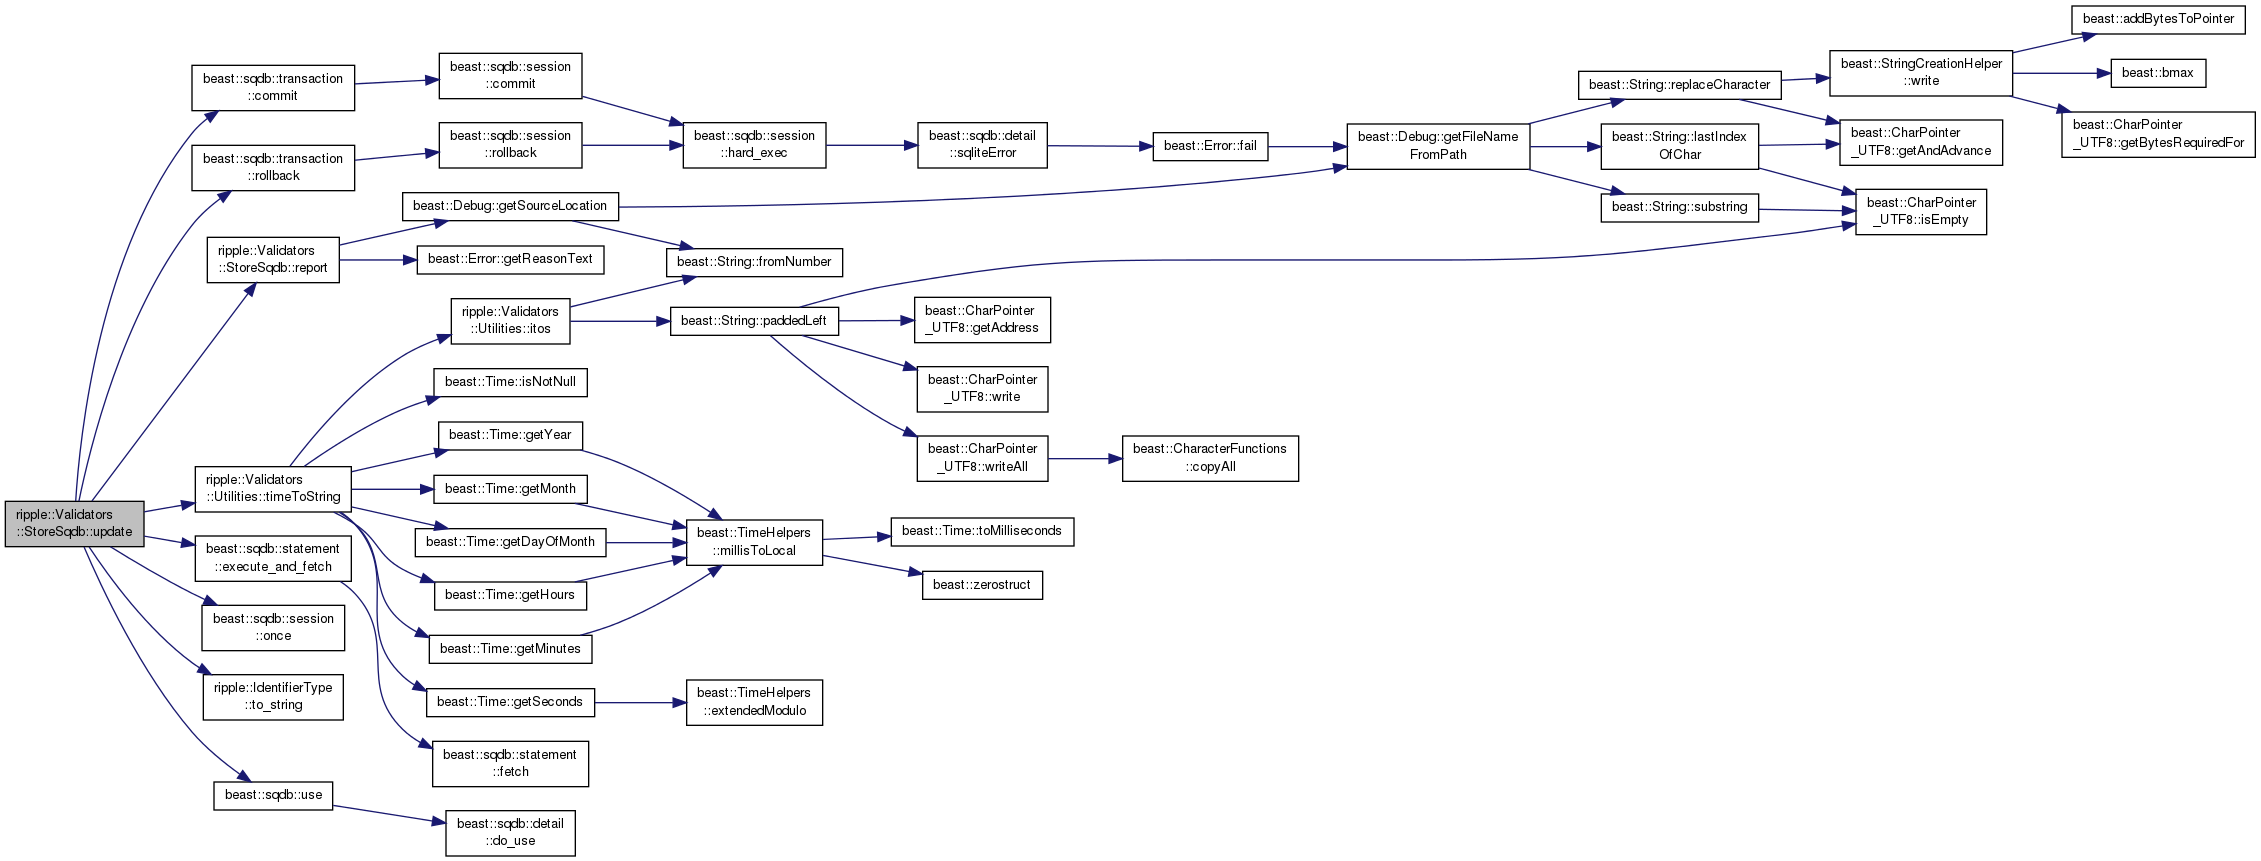 ripple::Validators
::StoreSqdb::update
beast::sqdb::transaction
::commit
beast::sqdb::transaction
::rollback
ripple::Validators
::StoreSqdb::report
ripple::Validators
::Utilities::timeToString
beast::sqdb::statement
::execute_and_fetch
beast::sqdb::session
::once
ripple::IdentifierType
::to_string
beast::sqdb::use
beast::sqdb::session
::commit
beast::sqdb::session
::rollback
beast::Debug::getSourceLocation
beast::Error::getReasonText
ripple::Validators
::Utilities::itos
beast::Time::isNotNull
beast::Time::getYear
beast::Time::getMonth
beast::Time::getDayOfMonth
beast::Time::getHours
beast::Time::getMinutes
beast::Time::getSeconds
beast::sqdb::statement
::fetch
beast::sqdb::detail
::do_use
beast::sqdb::session
::hard_exec
beast::String::fromNumber
beast::String::paddedLeft
beast::TimeHelpers
::millisToLocal
beast::TimeHelpers
::extendedModulo
beast::sqdb::detail
::sqliteError
beast::CharPointer
_UTF8::getAddress
beast::CharPointer
_UTF8::write
beast::CharPointer
_UTF8::writeAll
beast::Time::toMilliseconds
beast::zerostruct
beast::Error::fail
beast::CharacterFunctions
::copyAll
beast::Debug::getFileName
FromPath
beast::String::replaceCharacter
beast::String::lastIndex
OfChar
beast::String::substring
beast::StringCreationHelper
::write
beast::CharPointer
_UTF8::getAndAdvance
beast::CharPointer
_UTF8::isEmpty
beast::addBytesToPointer
beast::bmax
beast::CharPointer
_UTF8::getBytesRequiredFor